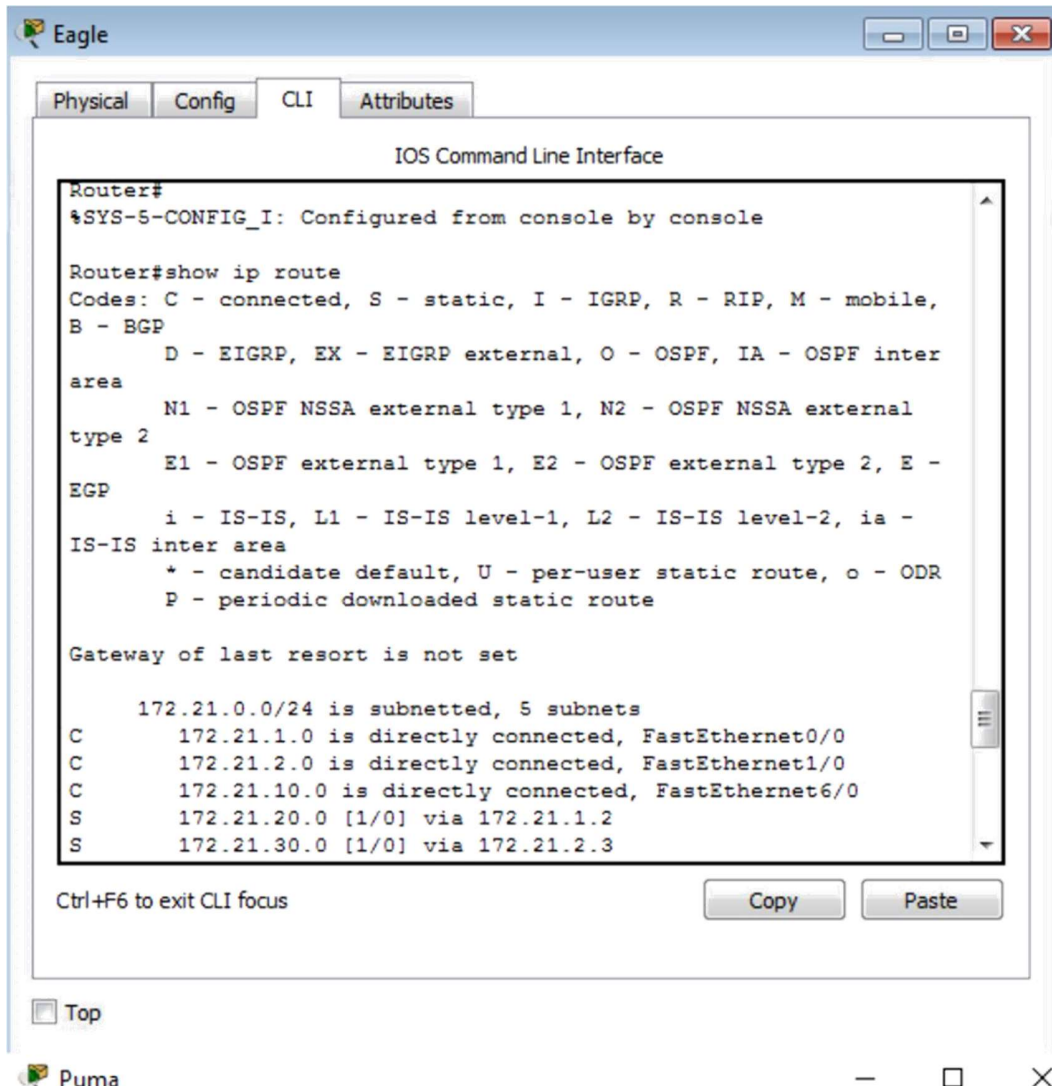 Eagle
Physical Config CLI Attributes
IOS Command Line Interface
Router#
%SYS-5-CONFIG_I: Configured from console by console
Router#show ip route
Codes: C - connected, S - static, I - IGRP, R - RIP, M - mobile,
B - BGP
D - EIGRP, EX - EIGRP external, O - OSPF, IA - OSPF inter
area
N1 - OSPF NSSA external type 1, N2 - OSPF NSSA external
type 2
E1 - OSPF external type 1, E2 - OSPF external type 2, E -
EGP
i - IS-IS, L1 - IS-IS level-1, L2 - IS-IS level-2, ia -
IS-IS inter area
* - candidate default, U - per-user static route, o - ODR
P - periodic downloaded static route
Gateway of last resort is not set
172.21.0.0/24 is subnetted, 5 subnets
C 172.21.1.0 is directly connected, FastEthernet0/0
C 172.21.2.0 is directly connected, FastEthernet1/0
C 172.21.10.0 is directly connected, FastEthernet6/0
S 172.21.20.0 [1/0] via 172.21.1.2
S 172.21.30.0 [1/0] via 172.21.2.3
Ctrl+F6 to exit CLI focus
Copy Paste
Top
Puma